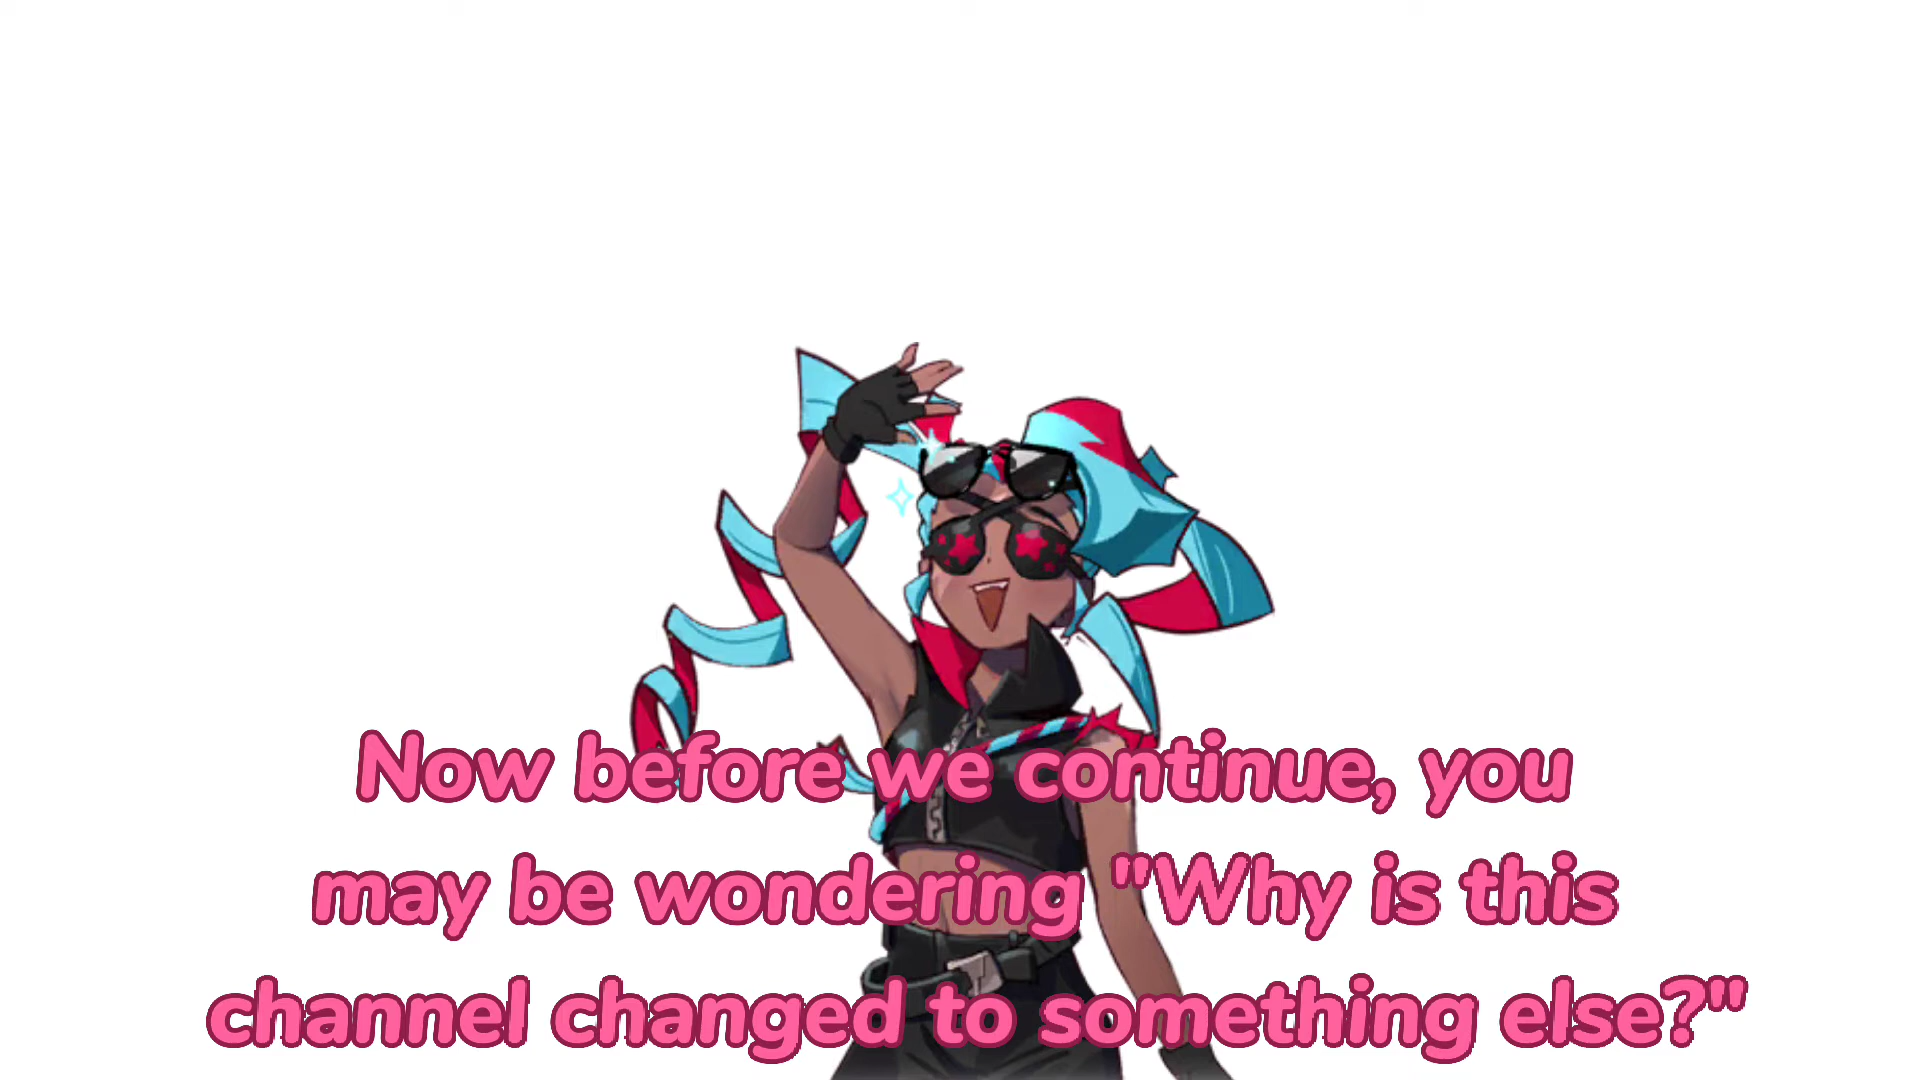 Now before we continue, you
may be wondering "Why is this
channel changed to something else?"